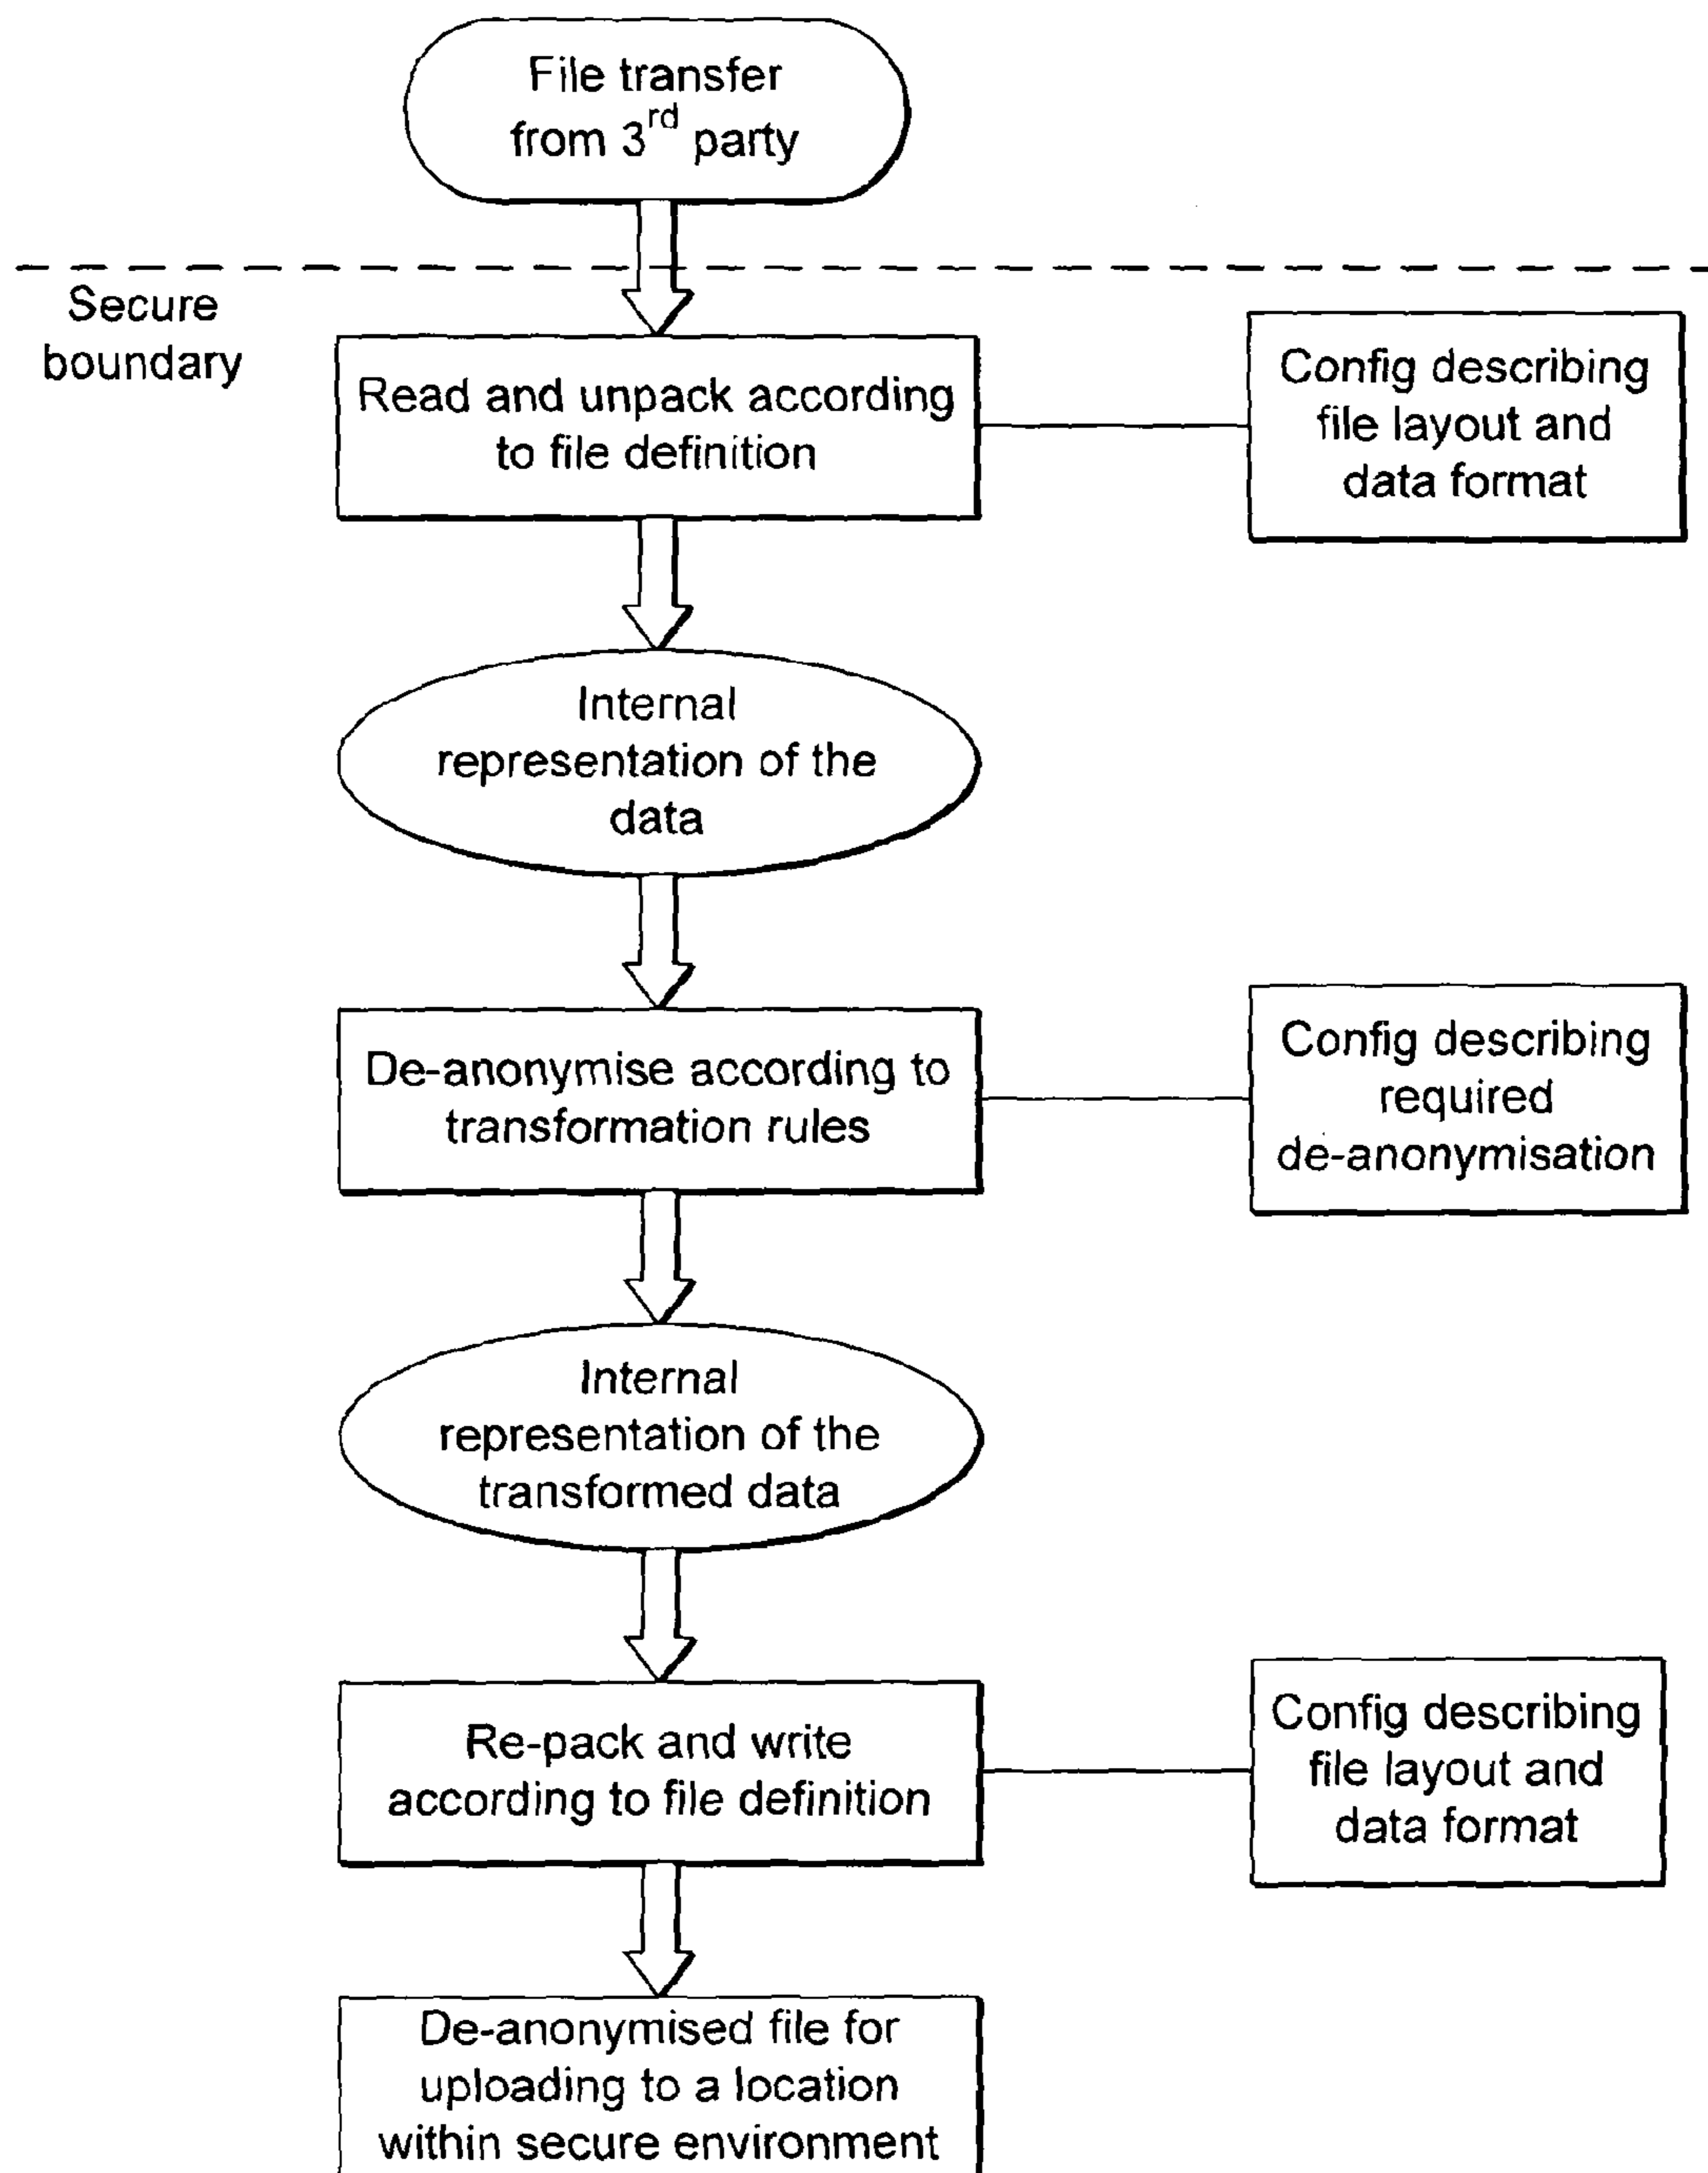 File transfer
from 3rd party
Secure
boundary
Read and unpack according
to file definition
Config describing
file layout and
data format
Internal
representation of the
data
De-anonymise according to
transformation rules
Config describing
required
de-anonymisation
Internal
representation of the
transformed data
Re-pack and write
according to file definition
Config describing
file layout and
data format
De-anonymised file for
uploading to a location
within secure environment